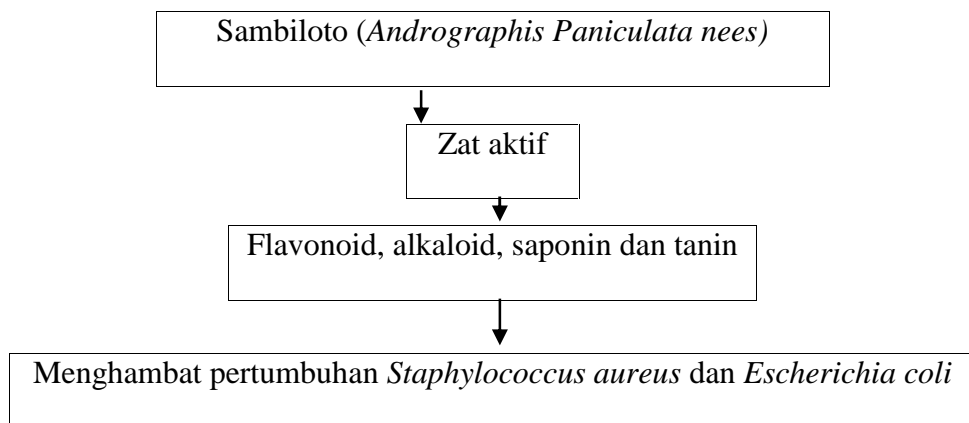 Sambiloto (Andrographis Paniculata nees)
Zat aktif
Flavonoid, alkaloid, saponin dan tanin
Menghambat pertumbuhan Staphylococcus aureus dan Escherichia coli